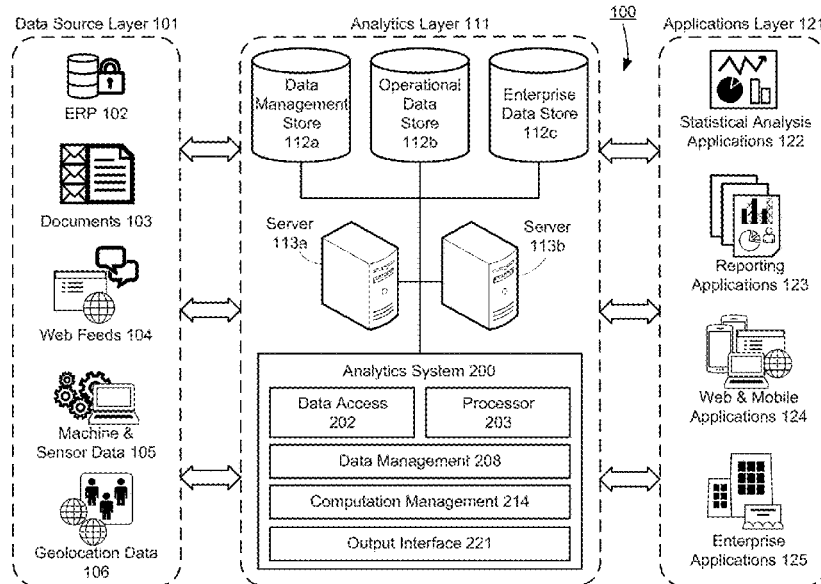 Data Source Layer 101
ERP 102
Documents 103
Web Feeds 104
Machine &
Sensor Data 105
Geolocation Data
106
Analytics Layer 111
Data
Management
Store
112a
Operational
Data
Store
112b
Enterprise
Data Store
112c
Server
113a
Server
113b
Analytics System 200
Data Access
202
Processor
203
Data Management 208
Computation Management 214
Output Interface 221
100
Applications Layer 121
Statistical Analysis
Applications 122
Reporting
Applications 123
Web & Mobile
Applications 124
Enterprise
Applications 125